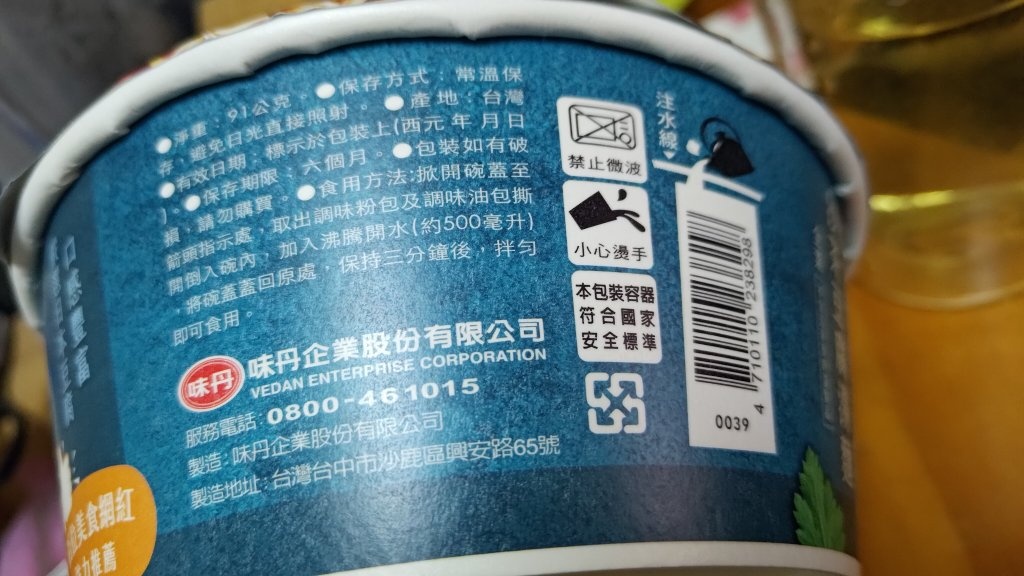 ●淨重：91公克。●保存方式：常溫保
存，避免日光直接照射。●產地：台灣
●有效日期：標示於包裝上(西元年月日
)。●保存期限：六個月。●包裝如有破
損，請勿購買。●食用方法:掀開碗蓋至
箭頭指示處，取出調味粉包及調味油包撕
開倒入碗內，加入沸騰開水(約500毫升)
，將碗蓋蓋回原處，保持三分鐘後，拌勻
即可食用。
味丹
味丹企業股份有限公司
VEDAN ENTERPRISE CORPORATION
服務電話 0800-461015
製造:味丹企業股份有限公司
製造地址:台灣台中市沙鹿區興安路65號
禁止微波
小心燙手
本包裝容器
符合國家
安全標準
注水線
4 710110 238298
0039
美食網紅
力推薦